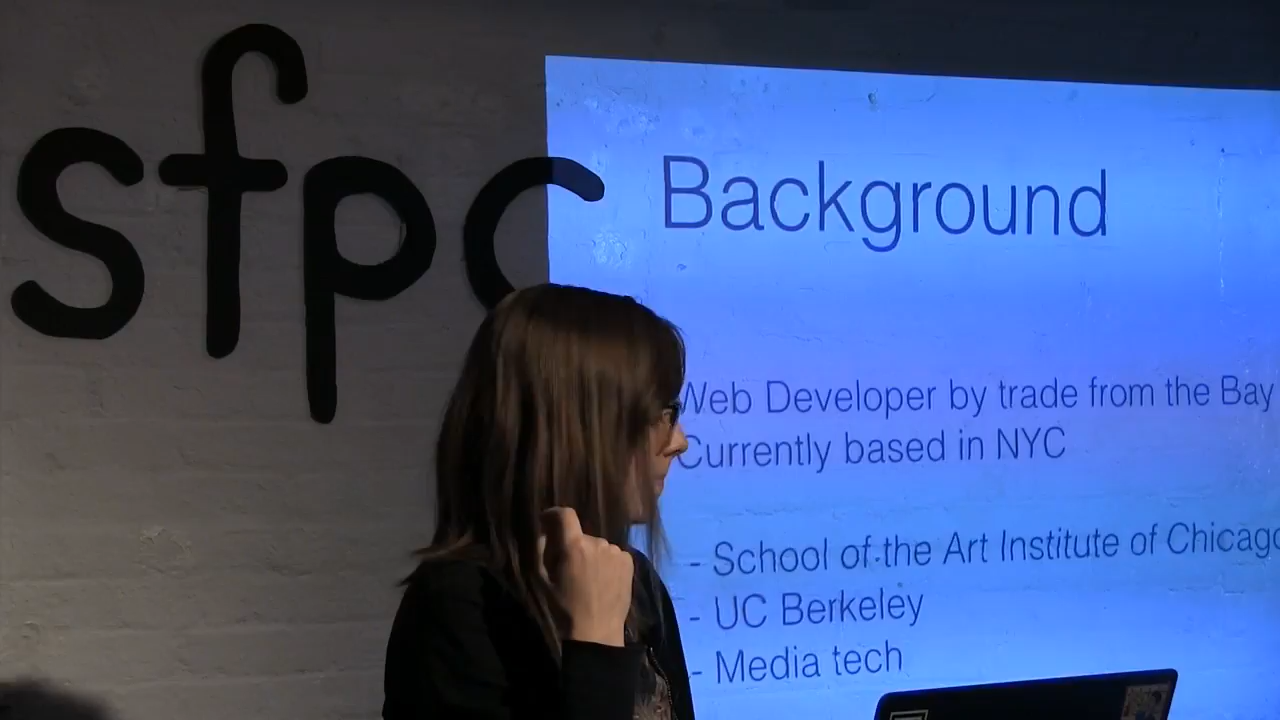 sfpc
Background
Web Developer by trade from the Bay
Currently based in NYC
- School of the Art Institute of Chicago
- UC Berkeley
- Media tech